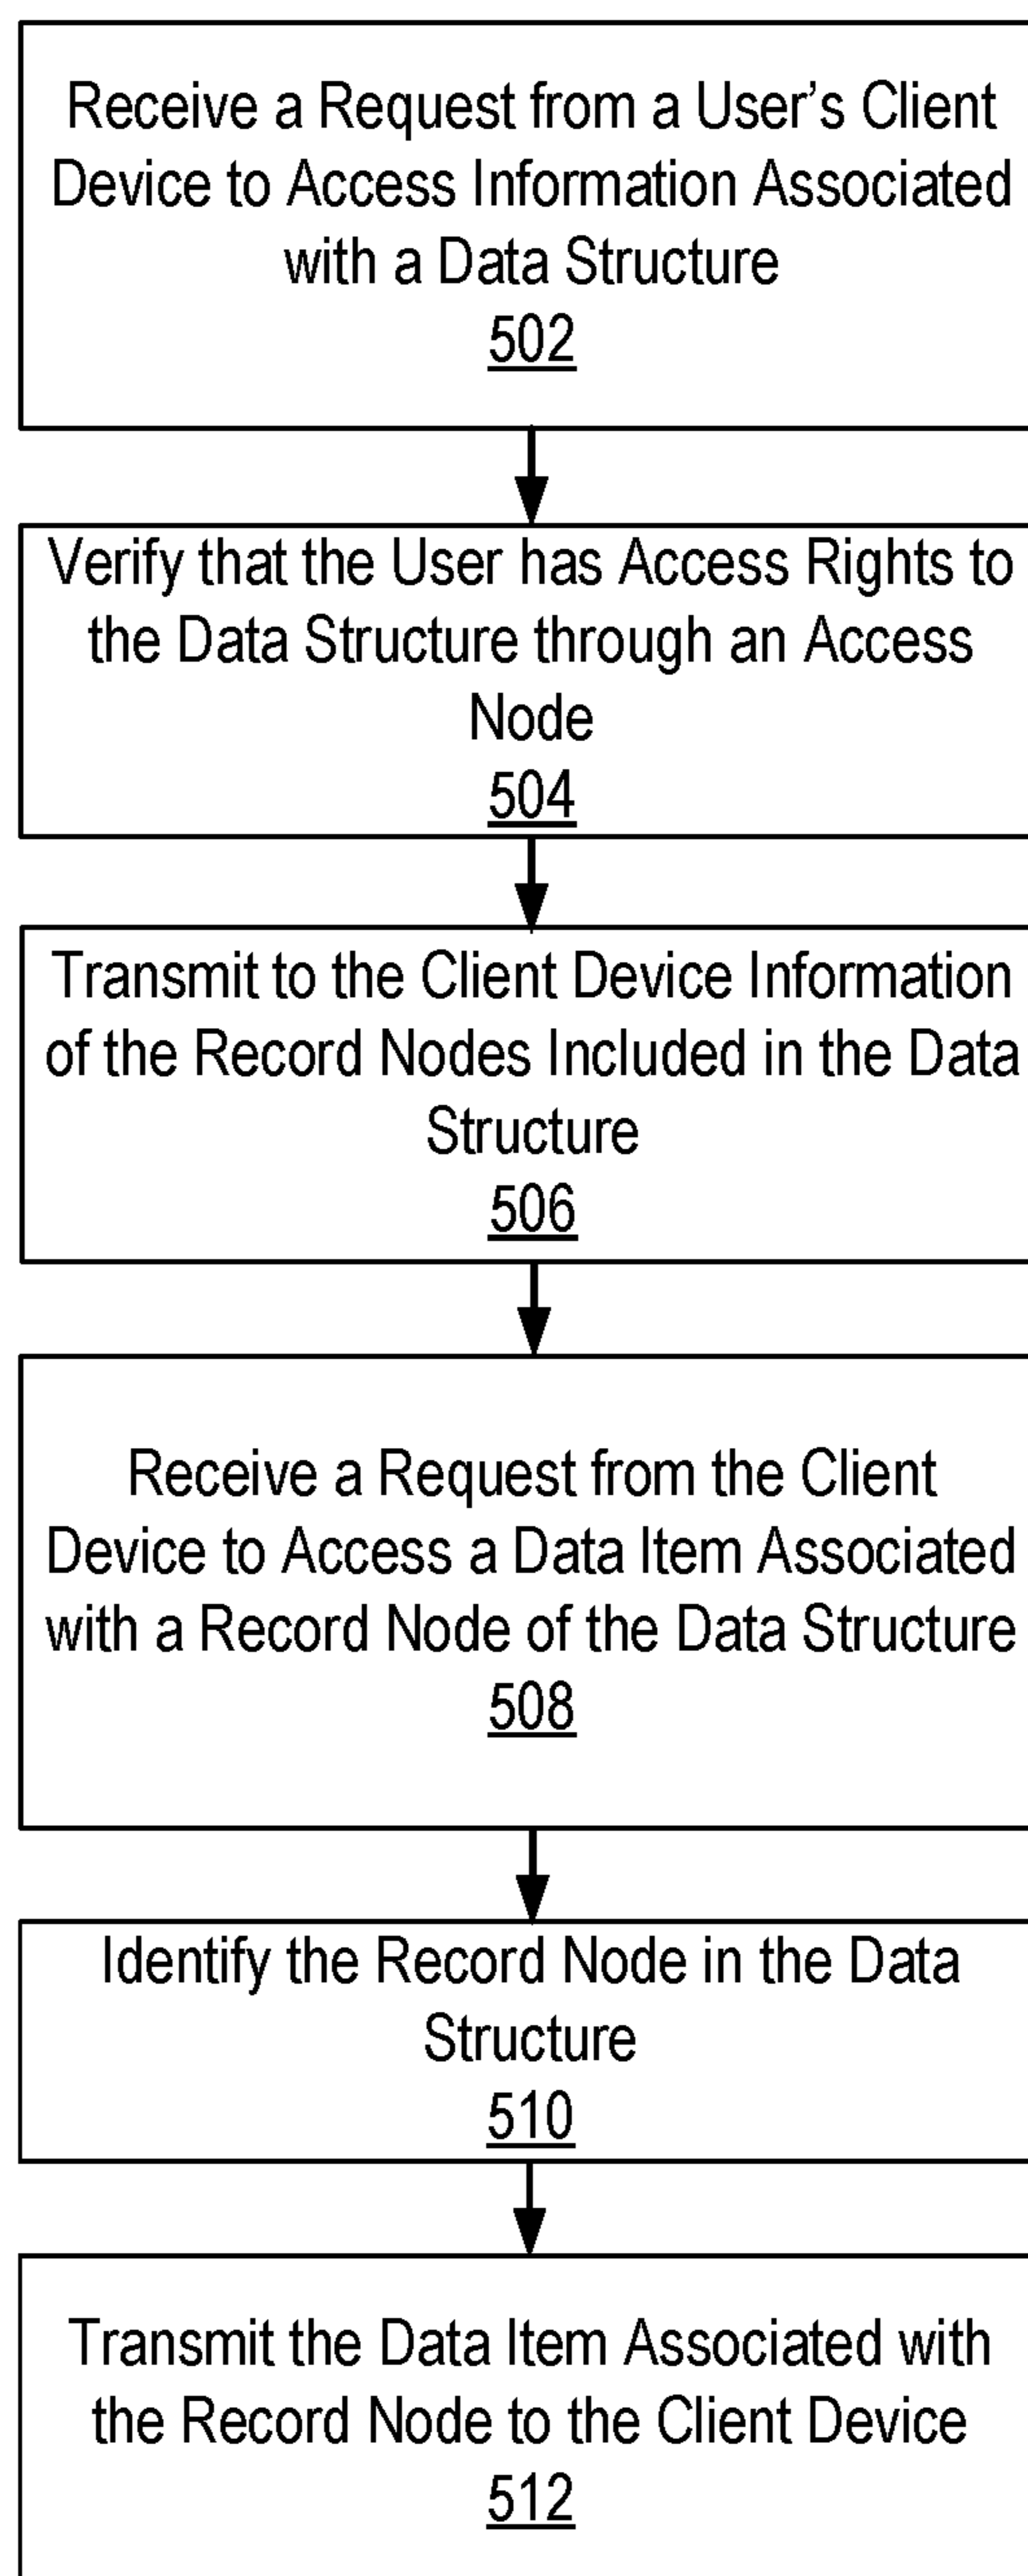 Receive a Request from a User’s Client
Device to Access Information Associated
with a Data Structure
502
Verify that the User has Access Rights to
the Data Structure through an Access
Node
504
Transmit to the Client Device Information
of the Record Nodes Included in the Data
Structure
506
Receive a Request from the Client
Device to Access a Data Item Associated
with a Record Node of the Data Structure
508
Identify the Record Node in the Data
Structure
510
Transmit the Data Item Associated with
the Record Node to the Client Device
512